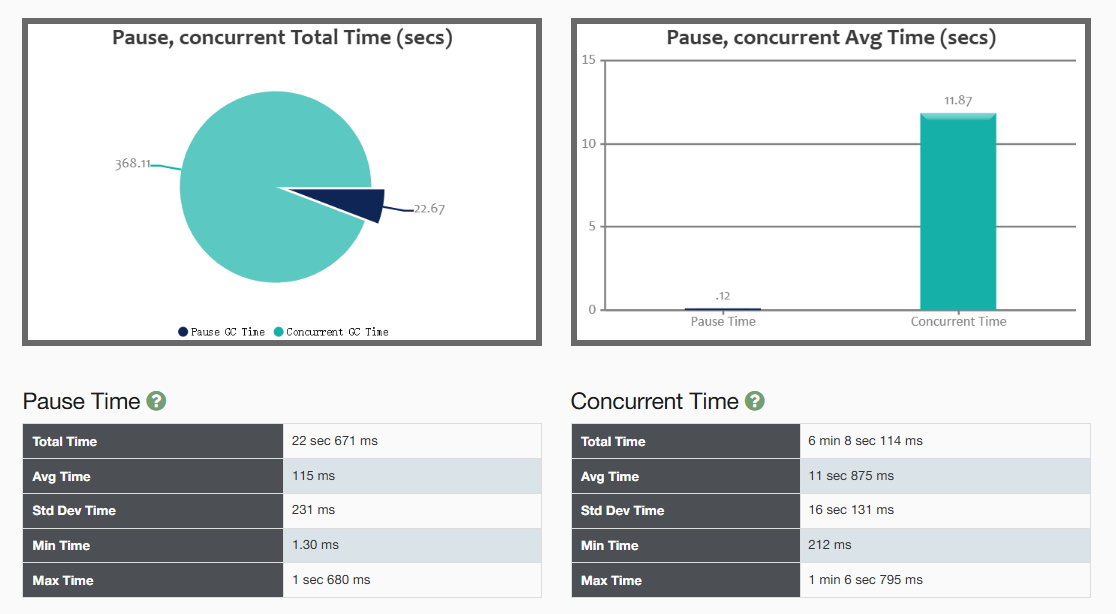 Pause, concurrent Total Time (secs)
368.11
22.67
Pause GC Time Concurrent GC Time
Pause, concurrent Avg Time (secs)
15
10
5
0
11.87
.12
Pause Time Concurrent Time
Pause Time ?
Total Time 22 sec 671 ms
Avg Time 115 ms
Std Dev Time 231 ms
Min Time 1.30 ms
Max Time 1 sec 680 ms
Concurrent Time ?
Total Time 6 min 8 sec 114 ms
Avg Time 11 sec 875 ms
Std Dev Time 16 sec 131 ms
Min Time 212 ms
Max Time 1 min 6 sec 795 ms